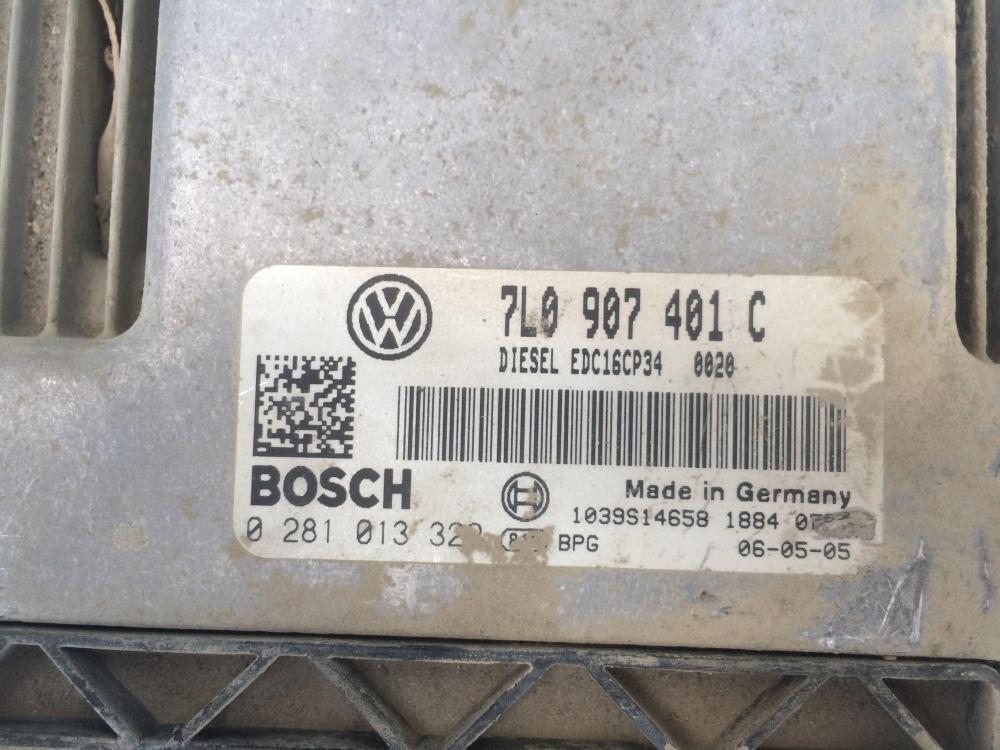 7L0 907 401 C
DIESEL EDC16CP34 0020
BOSCH
Made in Germany
0 281 013
1039S14658 1884
BPG
06-05-05